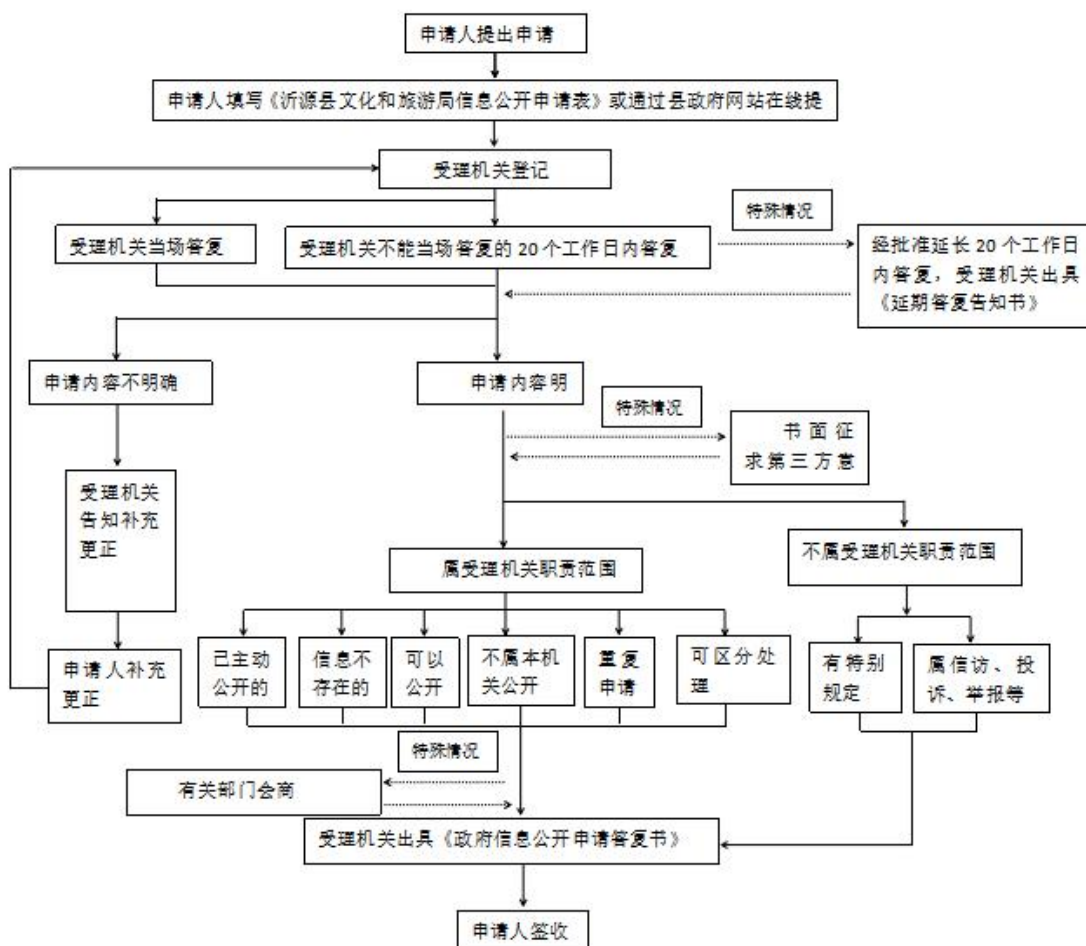 申请人提出申请
申请人填写《沂源县文化和旅游局信息公开申请表》或通过县政府网站在线提
受理机关登记
特殊情况
受理机关当场答复
受理机关不能当场答复的 20 个工作日内答复
经批准延长 20 个工作日
内答复，受理机关出具
《延期答复告知书》
申请内容不明确
申请内容明
特殊情况
书面征
求第三方意
受理机关
告知补充
更正
属受理机关职责范围
不属受理机关职责范围
申请人补充
更正
已主动
公开的
信息不
存在的
可以
公开
不属本机
关公开
重复
申请
可区分处
理
有特别
规定
属信访、投
诉、举报等
特殊情况
有关部门会商
受理机关出具《政府信息公开申请答复书》
申请人签收